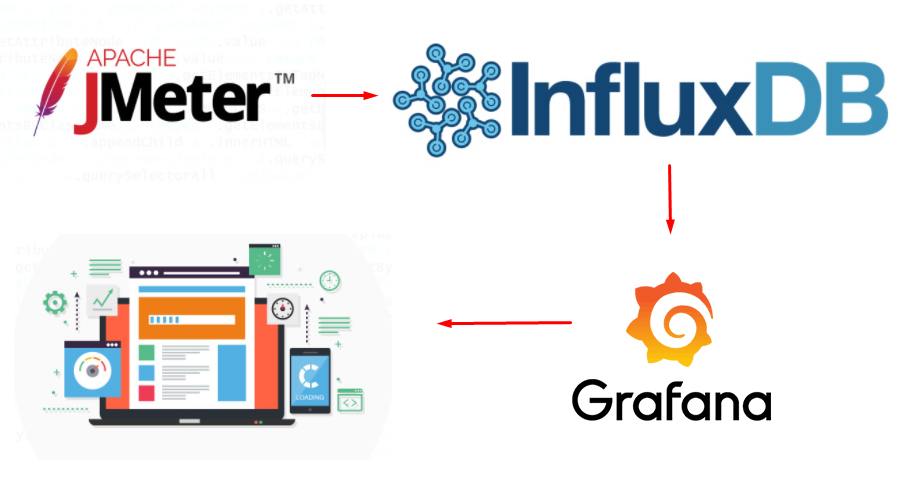 APACHE
JMeter™
InfluxDB
LOADING
Grafana